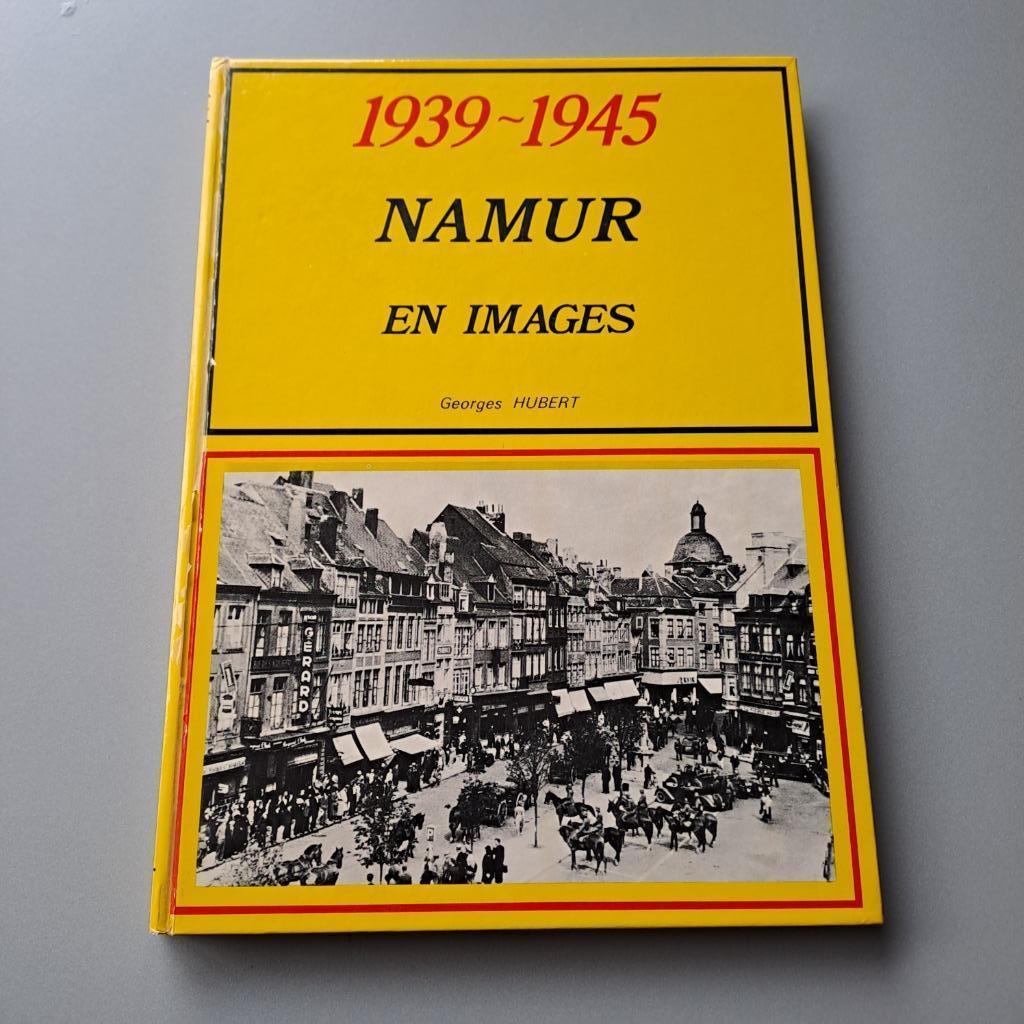 1939~1945
NAMUR
EN IMAGES
Georges HUBERT
GERARD